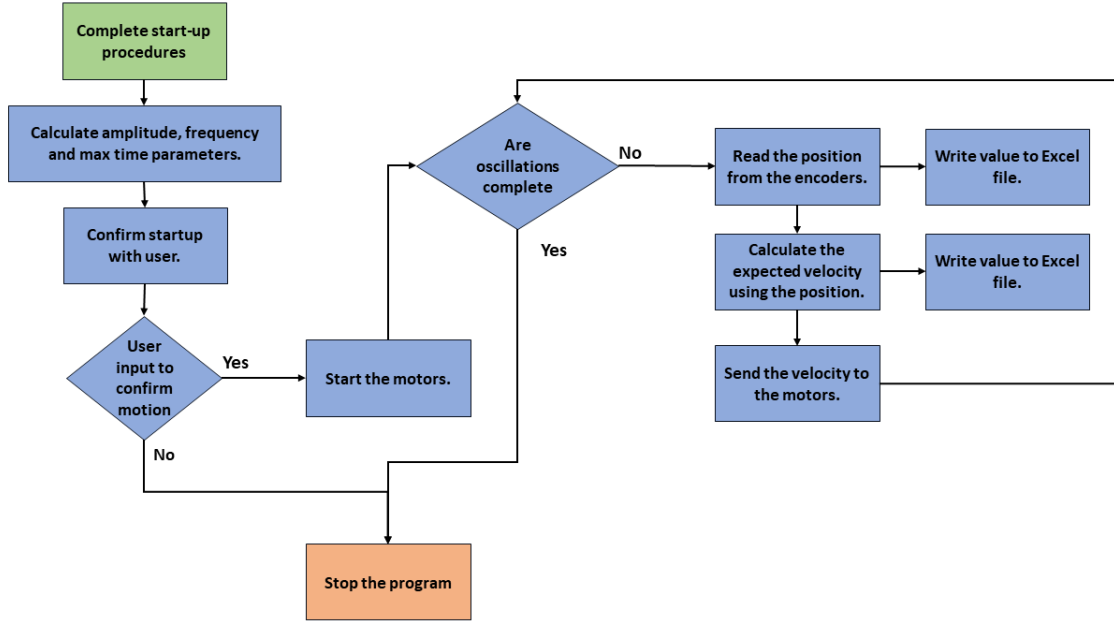 Complete start-up
procedures
Calculate amplitude, frequency
and max time parameters.
Confirm startup
with user.
User
input to
confirm
motion
Yes
No
Start the motors.
Are
oscillations
complete
No
Yes
Read the position
from the encoders.
Write value to Excel
file.
Calculate the
expected velocity
using the position.
Write value to Excel
file.
Send the velocity to
the motors.
Stop the program